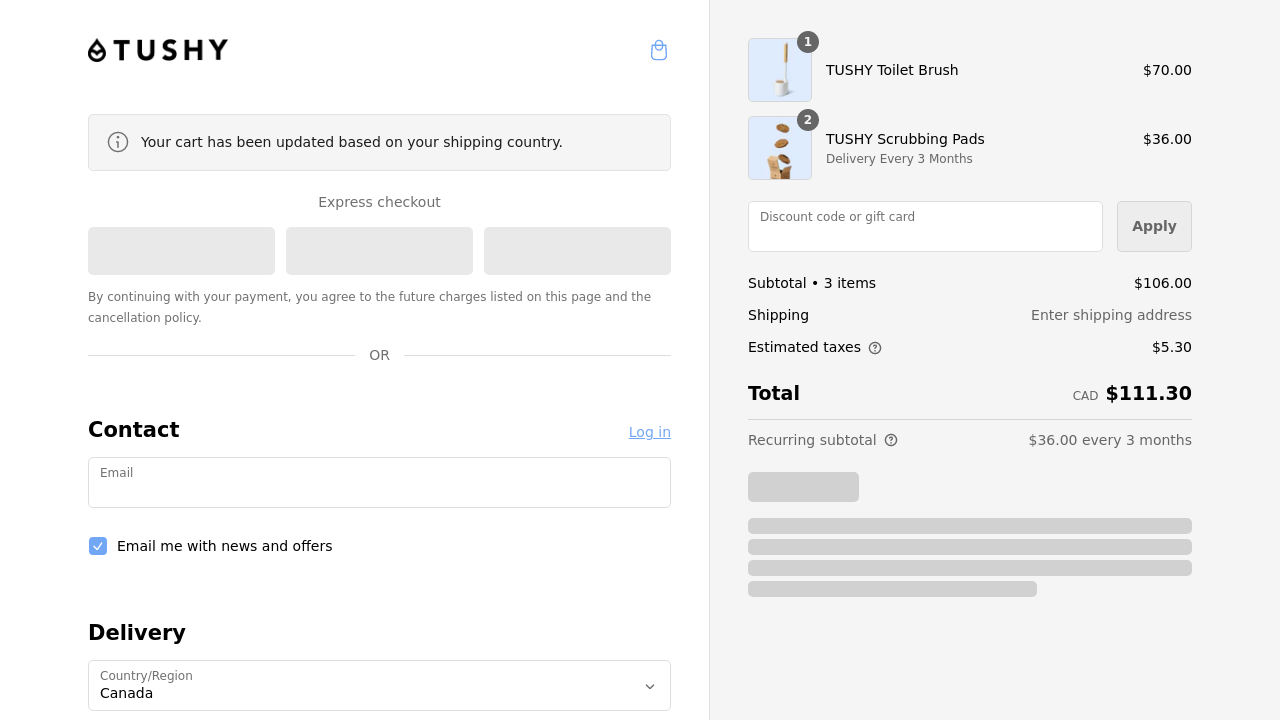 TUSHY
Your cart has been updated based on your shipping country.
Express checkout
By continuing with your payment, you agree to the future charges listed on this page and the
cancellation policy.
OR
Contact
Log in
Email
Email me with news and offers
Delivery
Country/Region
Canada
1
TUSHY Toilet Brush
$70.00
2
TUSHY Scrubbing Pads
Delivery Every 3 Months
$36.00
Discount code or gift card
Apply
Subtotal • 3 items
$106.00
Shipping
Enter shipping address
Estimated taxes
$5.30
Total
CAD $111.30
Recurring subtotal
$36.00 every 3 months